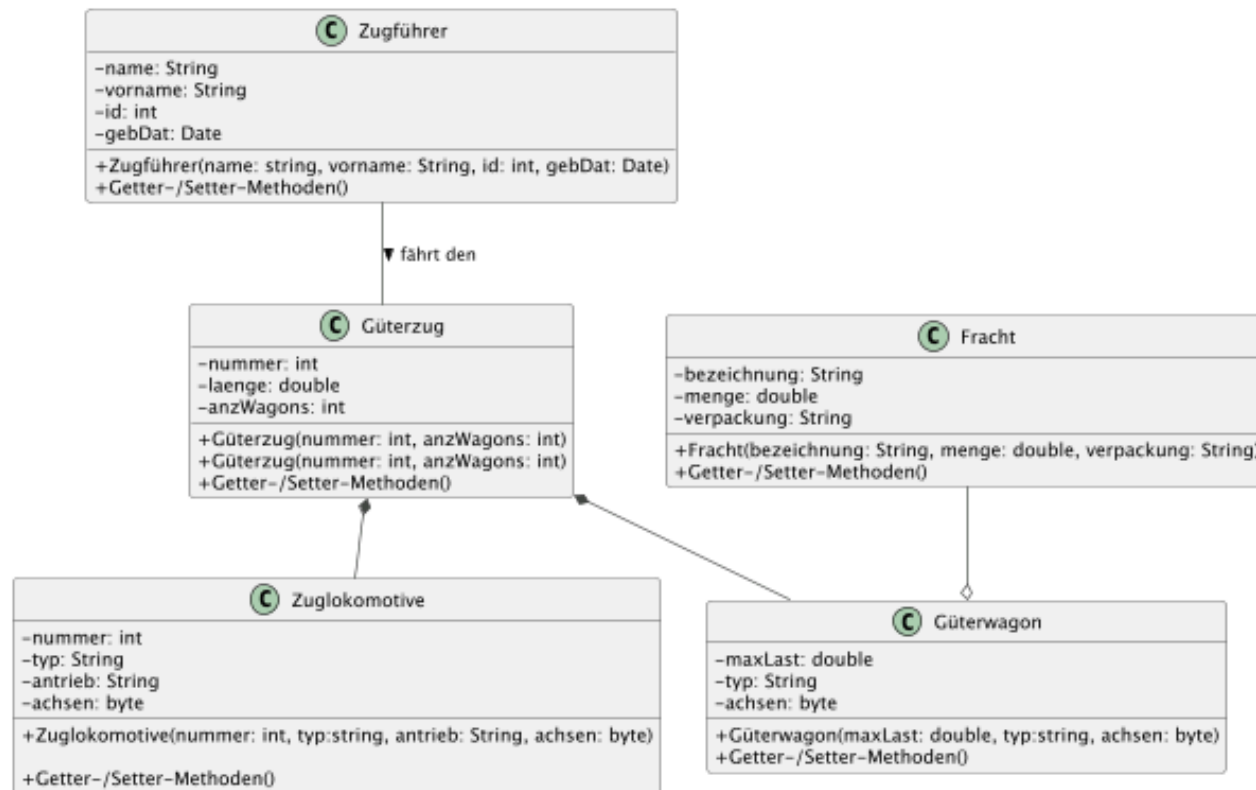 C Zugführer
-name: String
-vorname: String
-id: int
-gebDat: Date
+Zugführer(name: string, vorname: String, id: int, gebDat: Date)
+Getter-/Setter-Methoden()
fährt den
C Güterzug
-nummer: int
-laenge: double
-anzWagons: int
+Güterzug(nummer: int, anzWagons: int)
+Güterzug(nummer: int, anzWagons: int)
+Getter-/Setter-Methoden()
C Fracht
-bezeichnung: String
-menge: double
-verpackung: String
+Fracht(bezeichnung: String, menge: double, verpackung: String)
+Getter-/Setter-Methoden()
C Zuglokomotive
-nummer: int
-typ: String
-antrieb: String
-achsen: byte
+Zuglokomotive(nummer: int, typ:string, antrieb: String, achsen: byte)
+Getter-/Setter-Methoden()
C Güterwagon
-maxLast: double
-typ: String
-achsen: byte
+Güterwagon(maxLast: double, typ:string, achsen: byte)
+Getter-/Setter-Methoden()